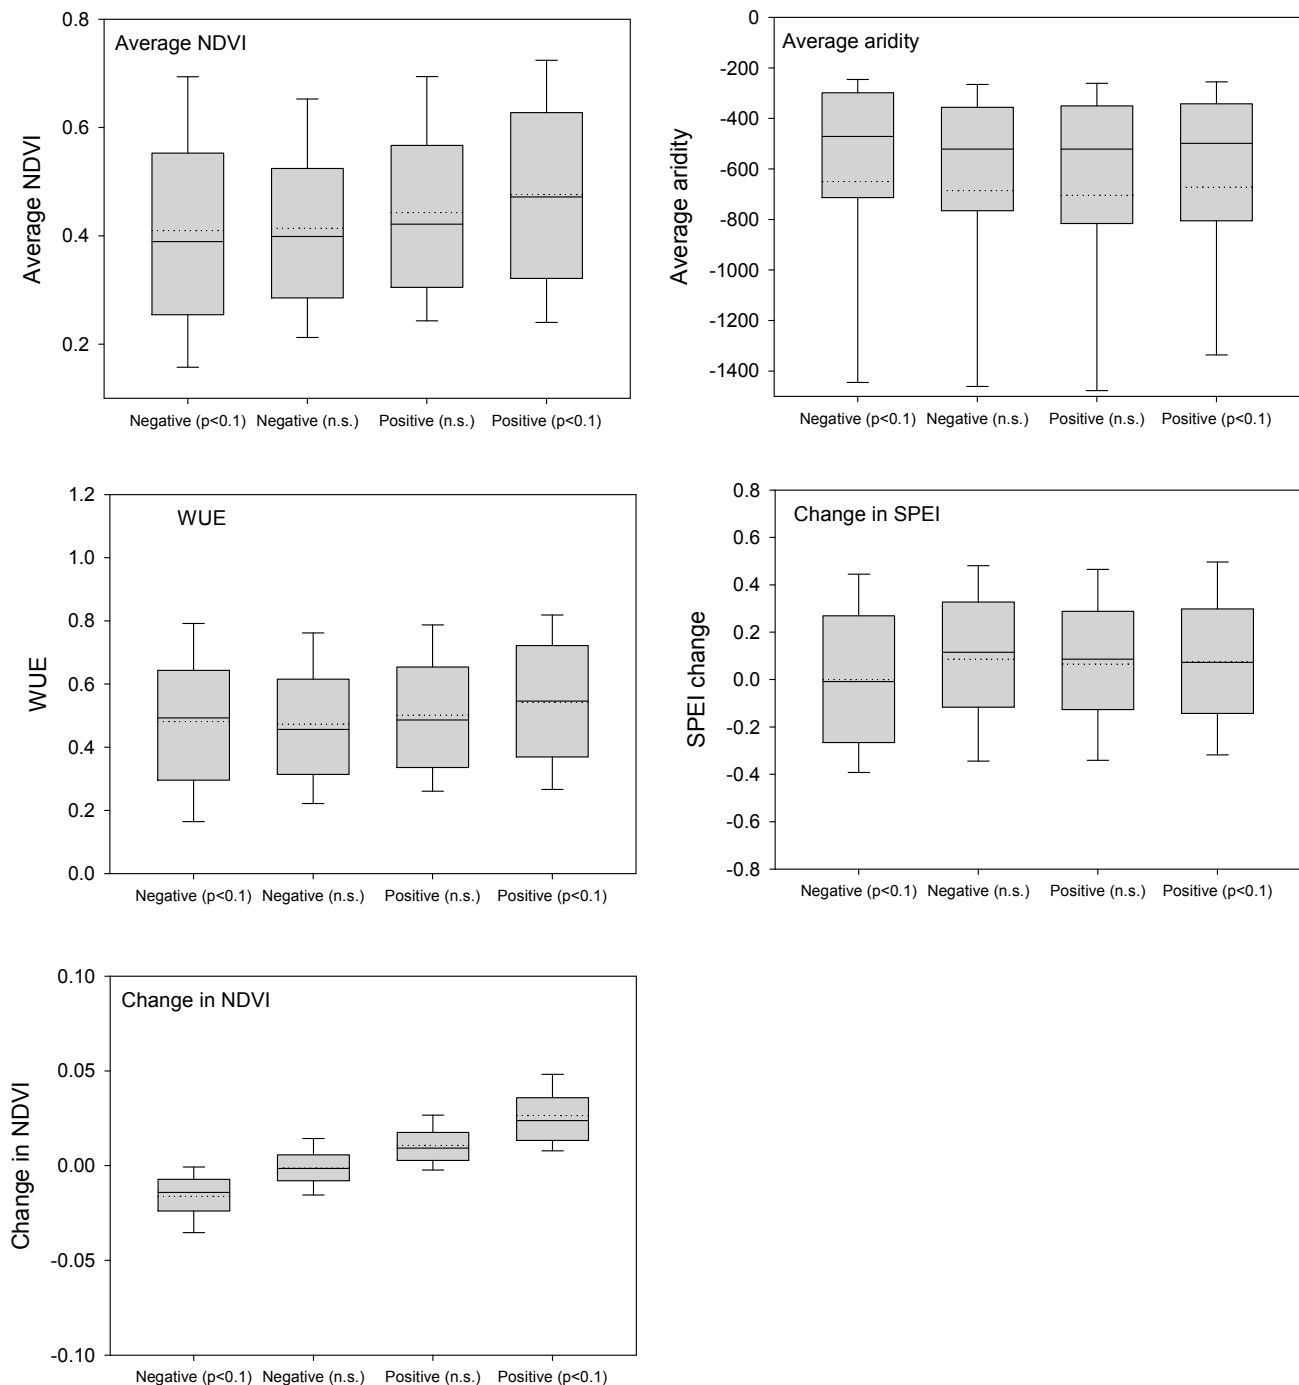 Average NDVI
Average NDVI
0.8
0.6
0.4
0.2
Negative (p<0.1) Negative (n.s.) Positive (n.s.) Positive (p<0.1)
Average aridity
Average aridity
0
-200
-400
-600
-800
-1000
-1200
-1400
Negative (p<0.1) Negative (n.s.) Positive (n.s.) Positive (p<0.1)
WUE
WUE
1.2
1.0
0.8
0.6
0.4
0.2
0.0
Negative (p<0.1) Negative (n.s.) Positive (n.s.) Positive (p<0.1)
Change in SPEI
SPEI change
0.8
0.6
0.4
0.2
0.0
-0.2
-0.4
-0.6
-0.8
Negative (p<0.1) Negative (n.s.) Positive (n.s.) Positive (p<0.1)
Change in NDVI
Change in NDVI
0.10
0.05
0.00
-0.05
-0.10
Negative (p<0.1) Negative (n.s.) Positive (n.s.) Positive (p<0.1)